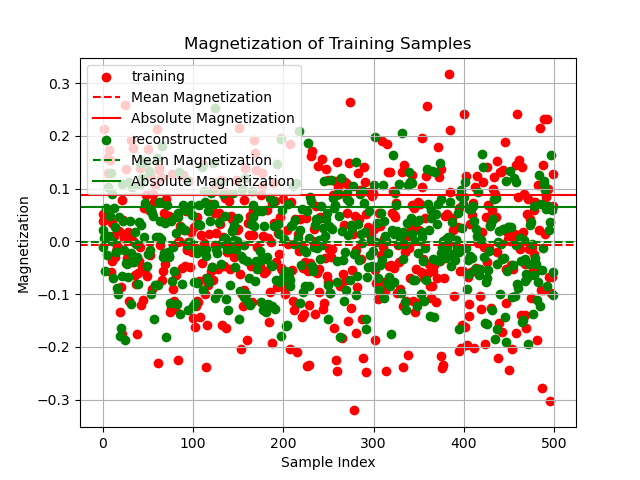 Magnetization of Training Samples
training
Mean Magnetization
Absolute Magnetization
reconstructed
Mean Magnetization
Absolute Magnetization
0.3
0.2
0.1
0.0
−0.1
−0.2
−0.3
Magnetization
0 100 200 300 400 500
Sample Index